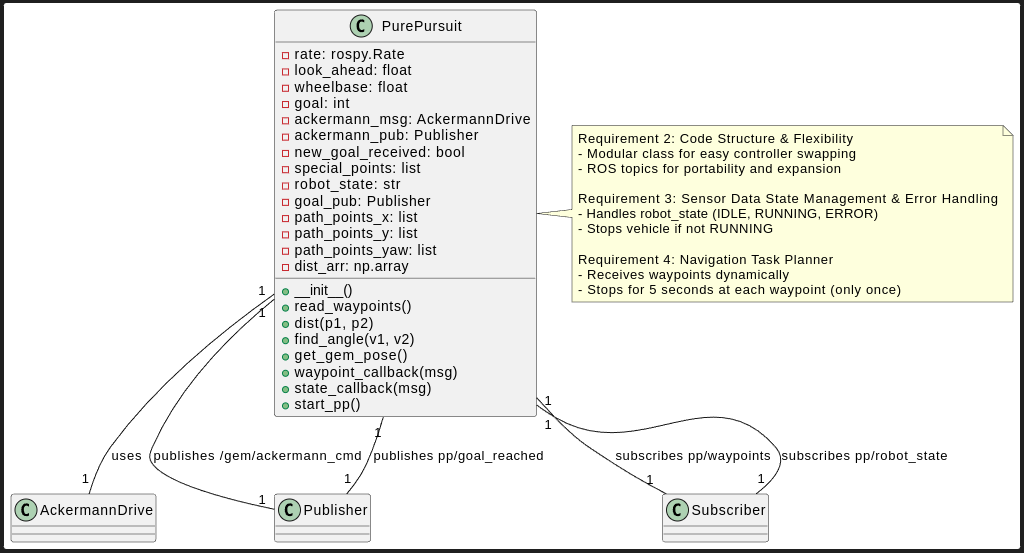 C PurePursuit
rate: rospy.Rate
look_ahead: float
wheelbase: float
goal: int
ackermann_msg: AckermannDrive
ackermann_pub: Publisher
new_goal_received: bool
special_points: list
robot_state: str
goal_pub: Publisher
path_points_x: list
path_points_y: list
path_points_yaw: list
dist_arr: np.array
__init__()
read_waypoints()
dist(p1, p2)
find_angle(v1, v2)
get_gem_pose()
waypoint_callback(msg)
state_callback(msg)
start_pp()
Requirement 2: Code Structure & Flexibility
- Modular class for easy controller swapping
- ROS topics for portability and expansion
Requirement 3: Sensor Data State Management & Error Handling
- Handles robot_state (IDLE, RUNNING, ERROR)
- Stops vehicle if not RUNNING
Requirement 4: Navigation Task Planner
- Receives waypoints dynamically
- Stops for 5 seconds at each waypoint (only once)
1
1
1
1
1
uses
publishes /gem/ackermann_cmd
publishes pp/goal_reached
subscribes pp/waypoints
subscribes pp/robot_state
1
1
1
1
1
C AckermannDrive
C Publisher
C Subscriber